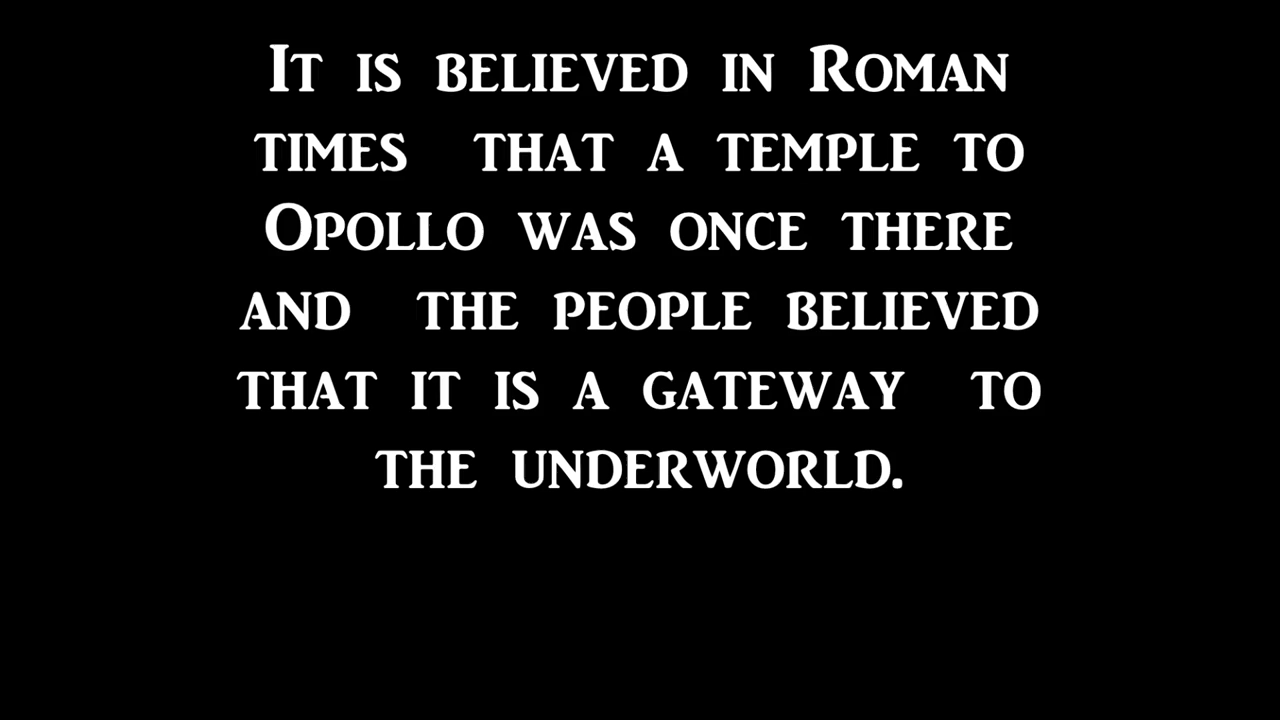 It is believed in Roman
times that a temple to
Opollo was once there
and the people believed
that it is a gateway to
the underworld.